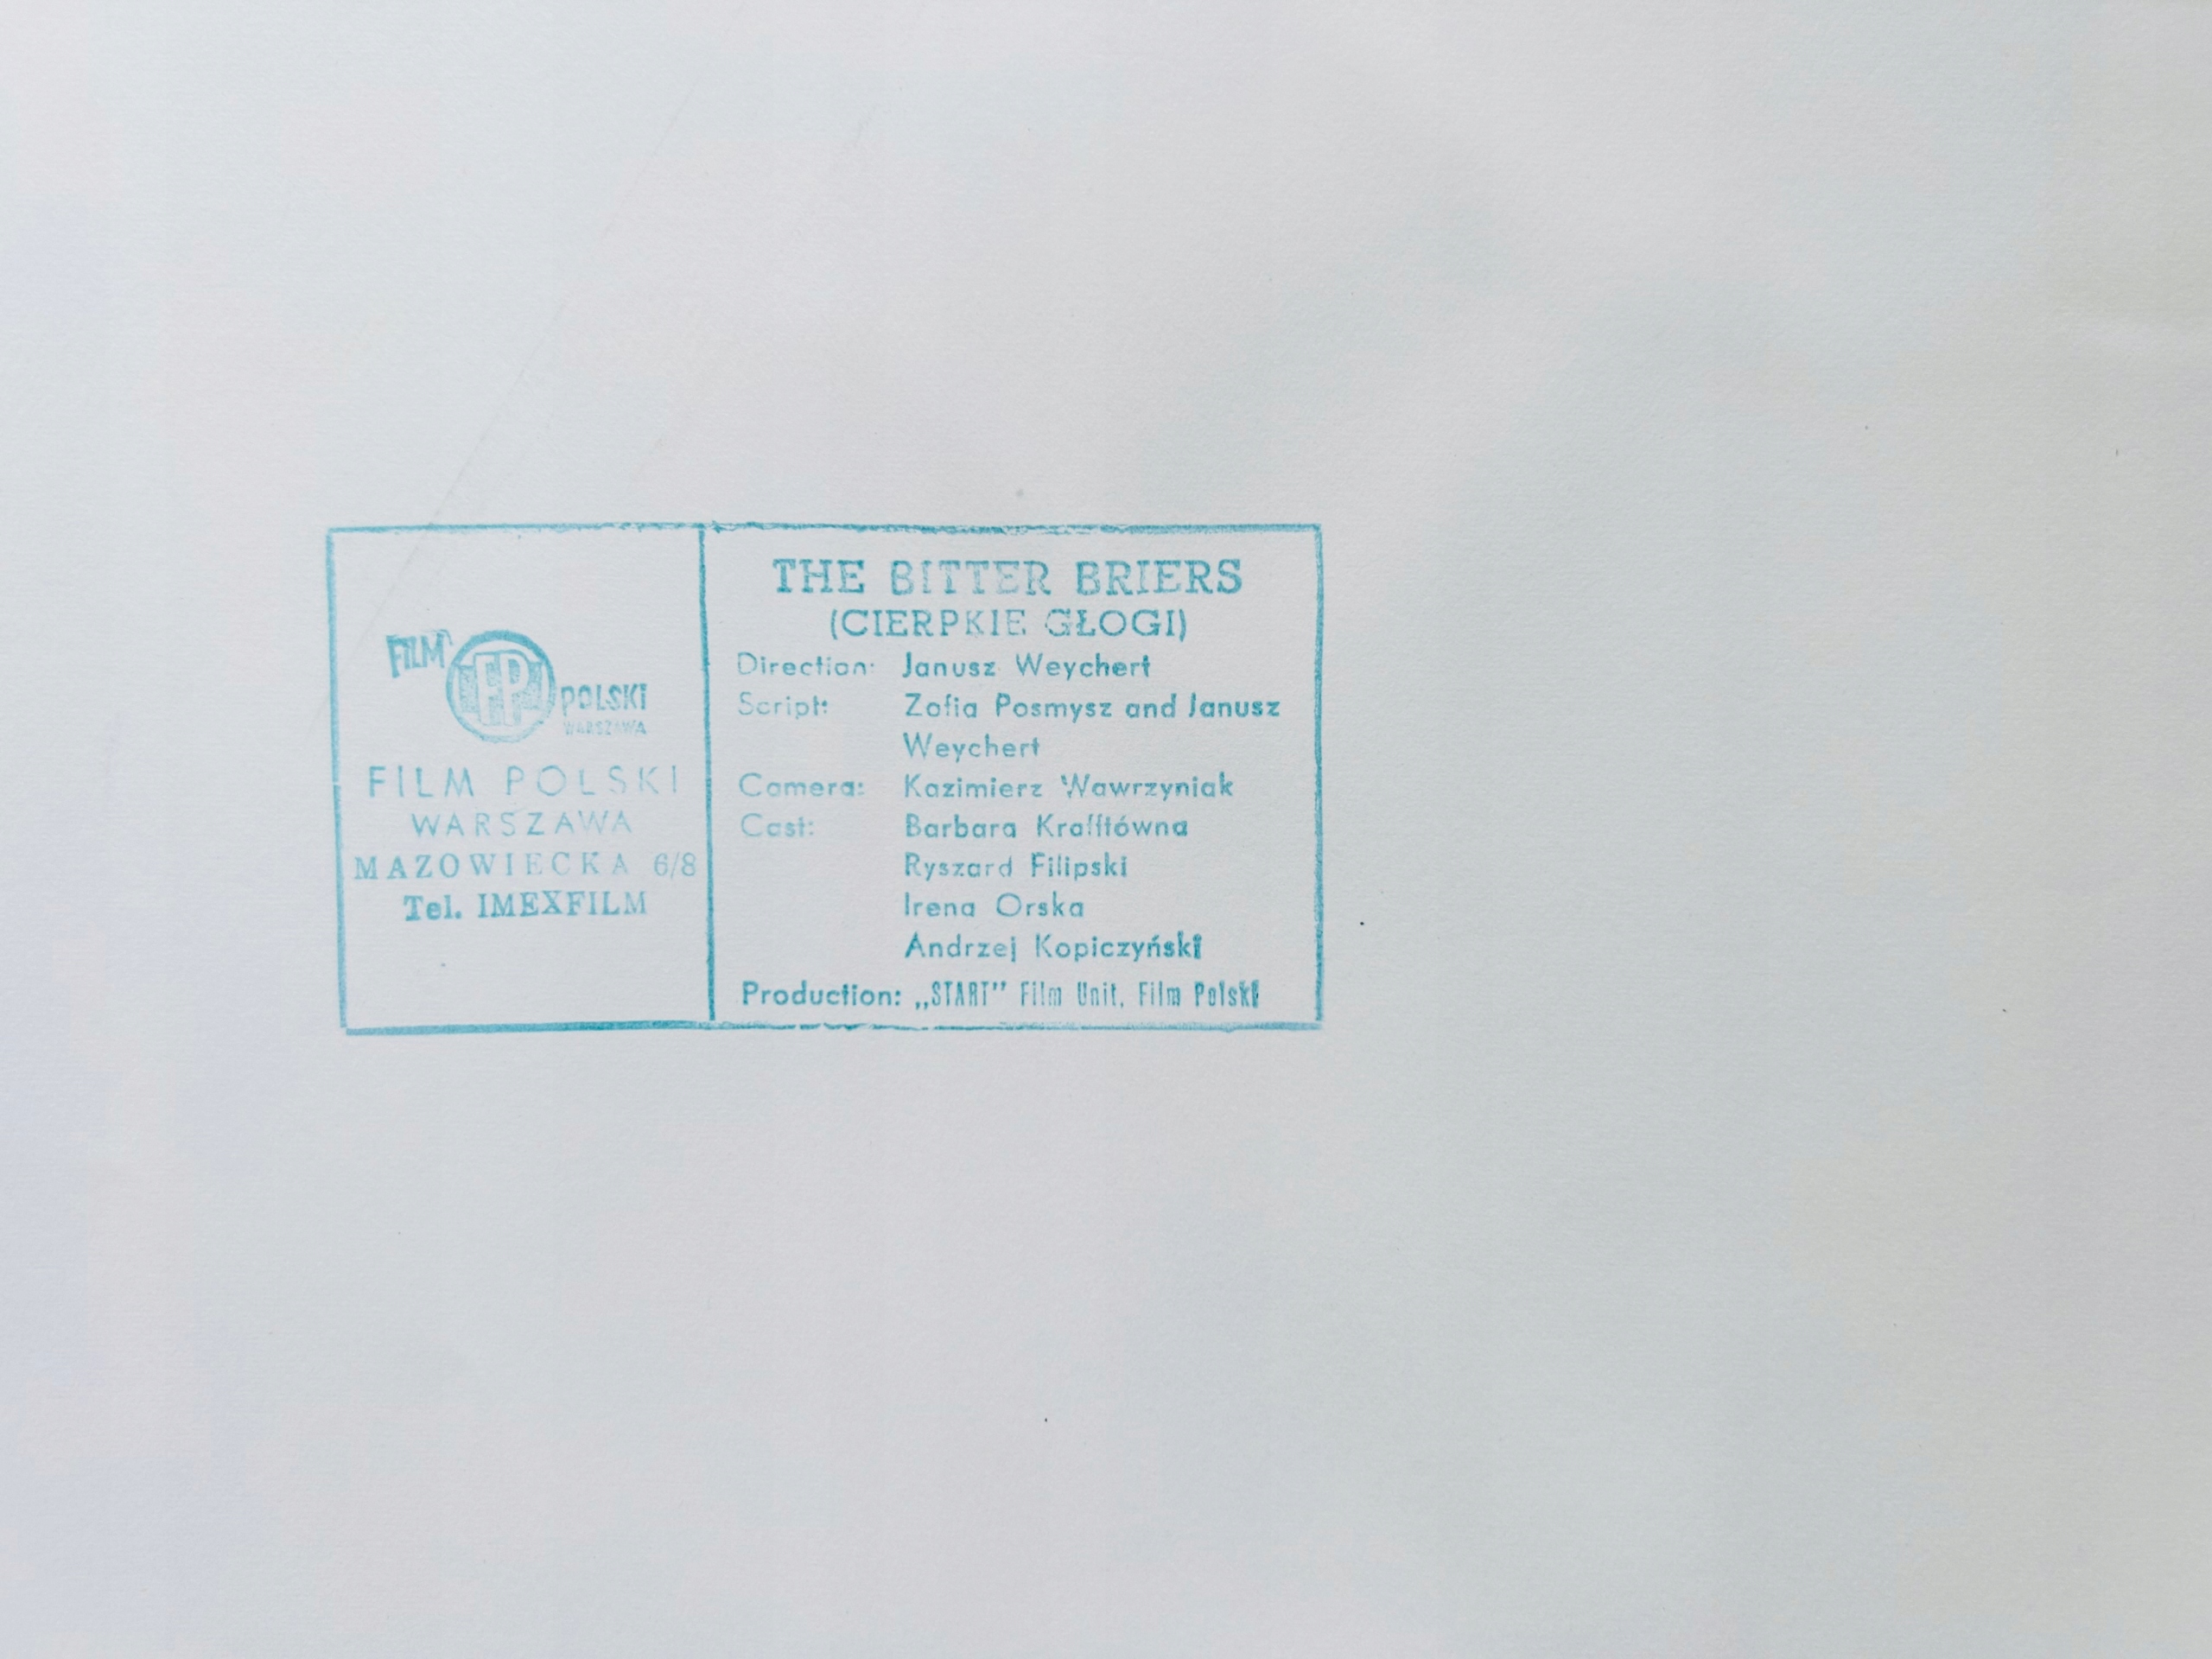 FILM
FP
POLSKI
WARSZAWA
FILM POLSKI
WARSZAWA
MAZOWIECKA 6/8
Tel. IMEXFILM
THE BITTER BRIERS
(CIERPKIE GŁOGI)
Direction: Janusz Weychert
Script: Zofia Posmysz and Janusz
Weychert
Camera: Kazimierz Wawrzyniak
Cast: Barbara Krafftówna
Ryszard Filipski
Irena Orska
Andrzej Kopiczyński
Production: „START” Film Unit. Film Polski